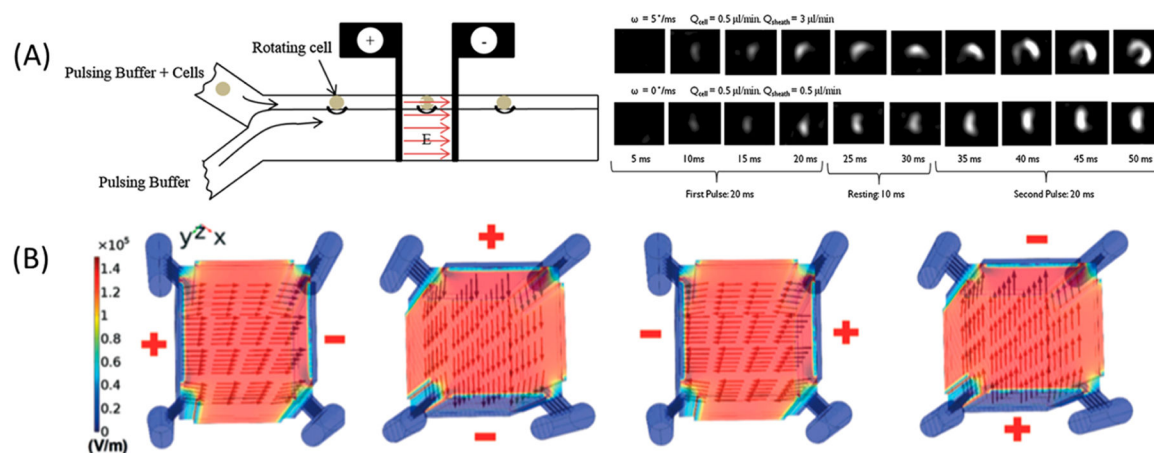 (A)
Pulsing Buffer + Cells
Rotating cell
+
-
E
Pulsing Buffer
ω = 5°/ms Q_cell = 0.5 µl/min, Q_sheath = 3 µl/min
ω = 0°/ms Q_cell = 0.5 µl/min, Q_sheath = 0.5 µl/min
5 ms 10ms 15 ms 20 ms 25 ms 30 ms 35 ms 40 ms 45 ms 50 ms
First Pulse: 20 ms Resting: 10 ms Second Pulse: 20 ms
(B)
×10⁵
1.4
1.2
1
0.8
0.6
0.4
0.2
0
(V/m)
y z x
+ -
+
-
- +
-
+